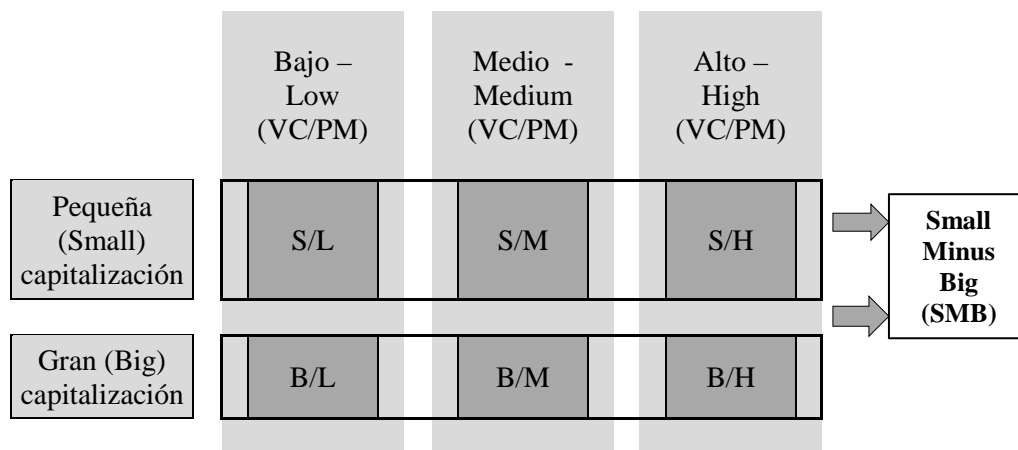 Bajo –
Low
(VC/PM)
Medio -
Medium
(VC/PM)
Alto –
High
(VC/PM)
Pequeña
(Small)
capitalización
S/L
S/M
S/H
Small
Minus
Big
(SMB)
Gran (Big)
capitalización
B/L
B/M
B/H